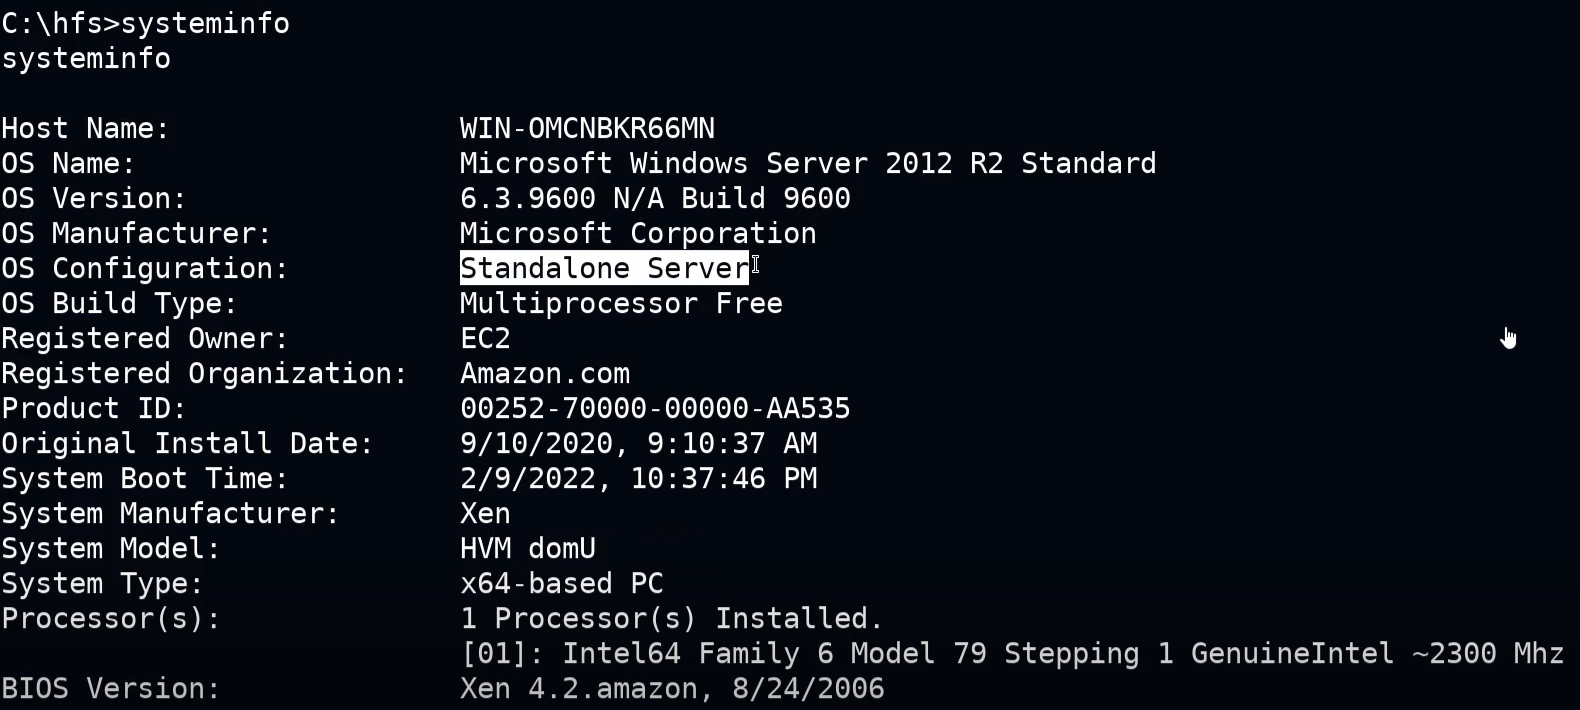 C:\hfs>systeminfo
systeminfo
Host Name: WIN-OMCNBKR66MN
OS Name: Microsoft Windows Server 2012 R2 Standard
OS Version: 6.3.9600 N/A Build 9600
OS Manufacturer: Microsoft Corporation
OS Configuration: Standalone Server
OS Build Type: Multiprocessor Free
Registered Owner: EC2
Registered Organization: Amazon.com
Product ID: 00252-70000-00000-AA535
Original Install Date: 9/10/2020, 9:10:37 AM
System Boot Time: 2/9/2022, 10:37:46 PM
System Manufacturer: Xen
System Model: HVM domU
System Type: x64-based PC
Processor(s): 1 Processor(s) Installed.
[01]: Intel64 Family 6 Model 79 Stepping 1 GenuineIntel ~2300 Mhz
BIOS Version: Xen 4.2.amazon, 8/24/2006